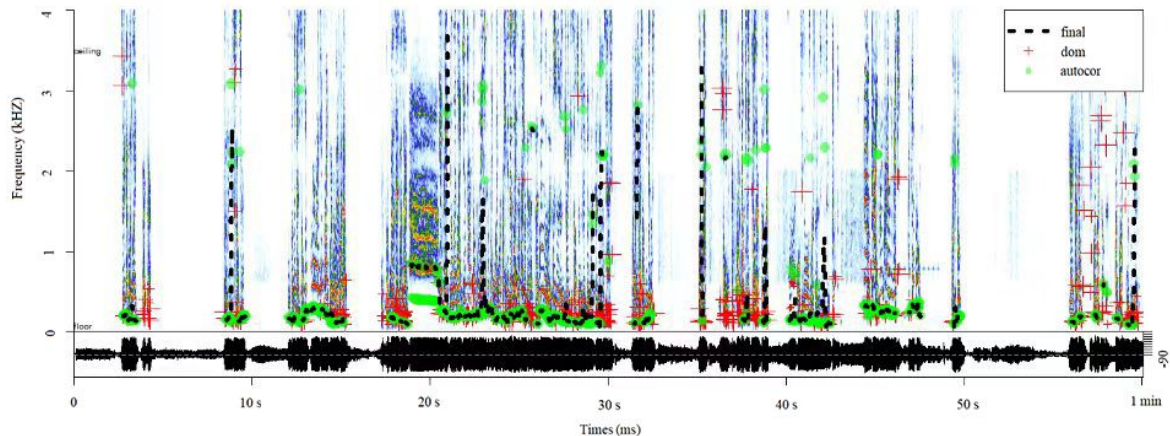 4
ceiling
final
dom
autocor
3
Frequency (kHZ)
2
1
0
floor
-90
0
10 s
20 s
30 s
40 s
50 s
1 min
Times (ms)